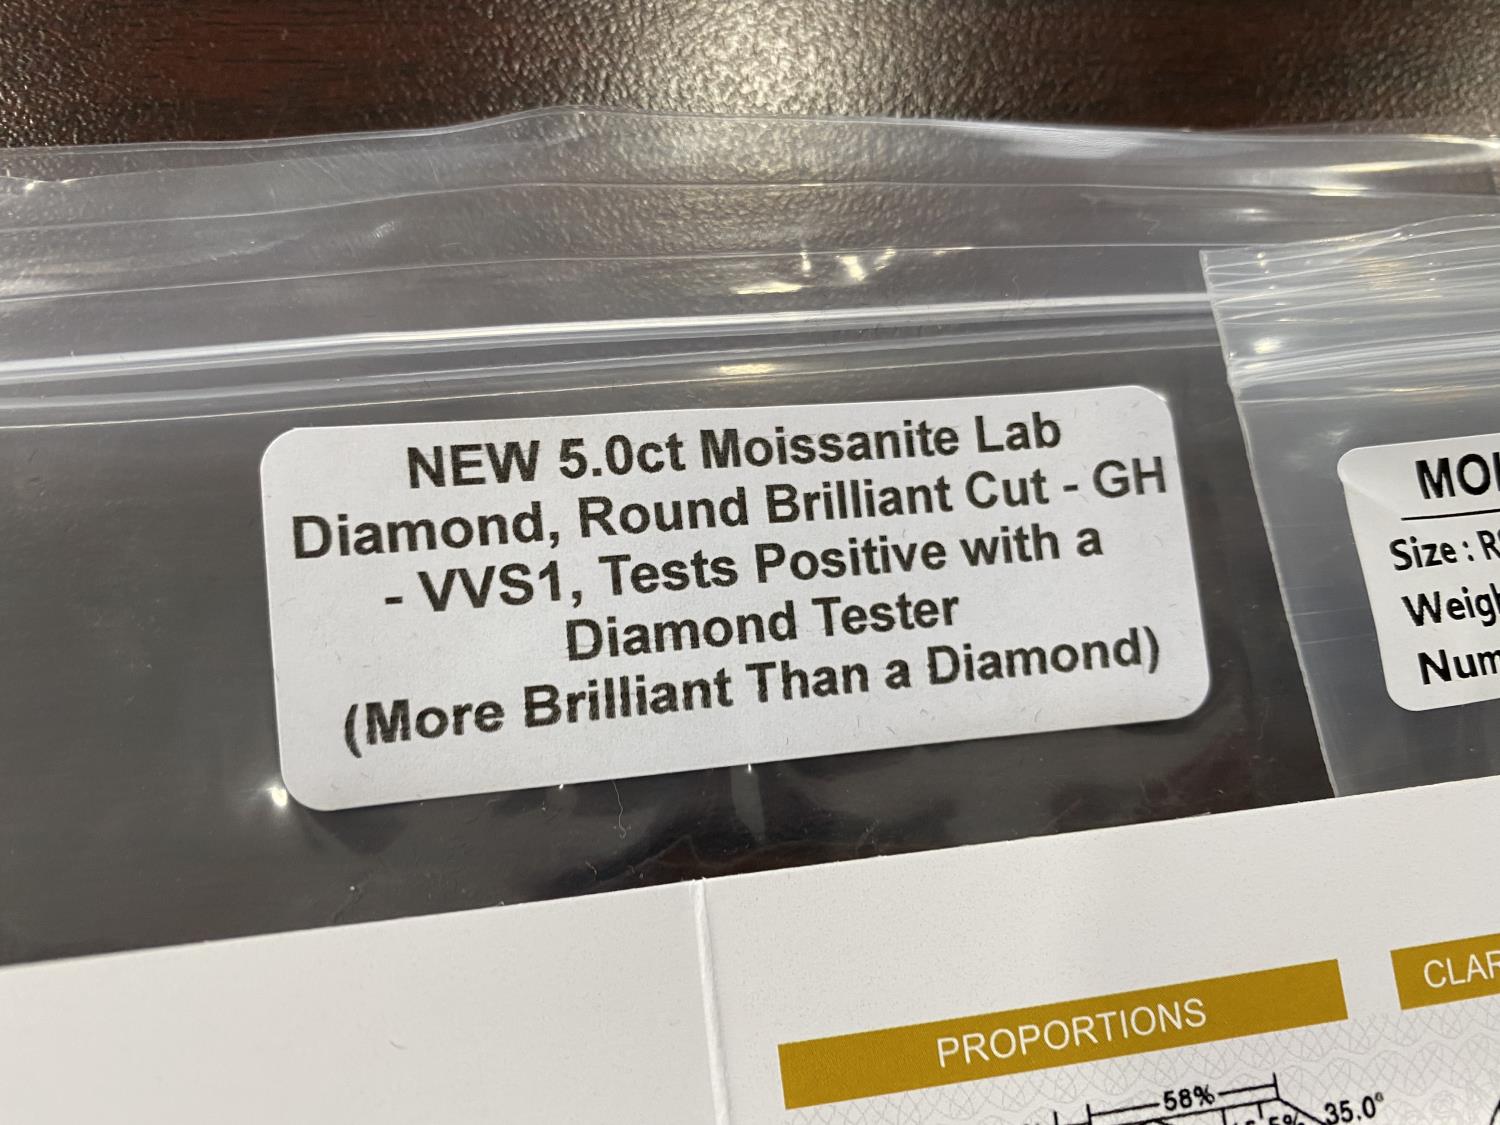 NEW 5.0ct Moissanite Lab
Diamond, Round Brilliant Cut - GH
- VVS1, Tests Positive with a
Diamond Tester
(More Brilliant Than a Diamond)
Size :
PROPORTIONS
58%
35.0°